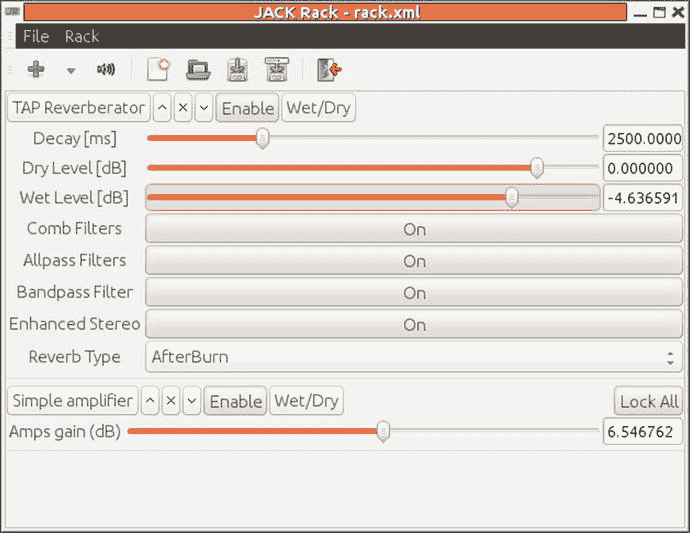 JACK Rack - rack.xml
File Rack
TAP Reverberator Enable Wet/Dry
Decay [ms] 2500.0000
Dry Level [dB] 0.000000
Wet Level [dB] -4.636591
Comb Filters On
Allpass Filters On
Bandpass Filter On
Enhanced Stereo On
Reverb Type AfterBurn
Simple amplifier Enable Wet/Dry Lock All
Amps gain (dB) 6.546762